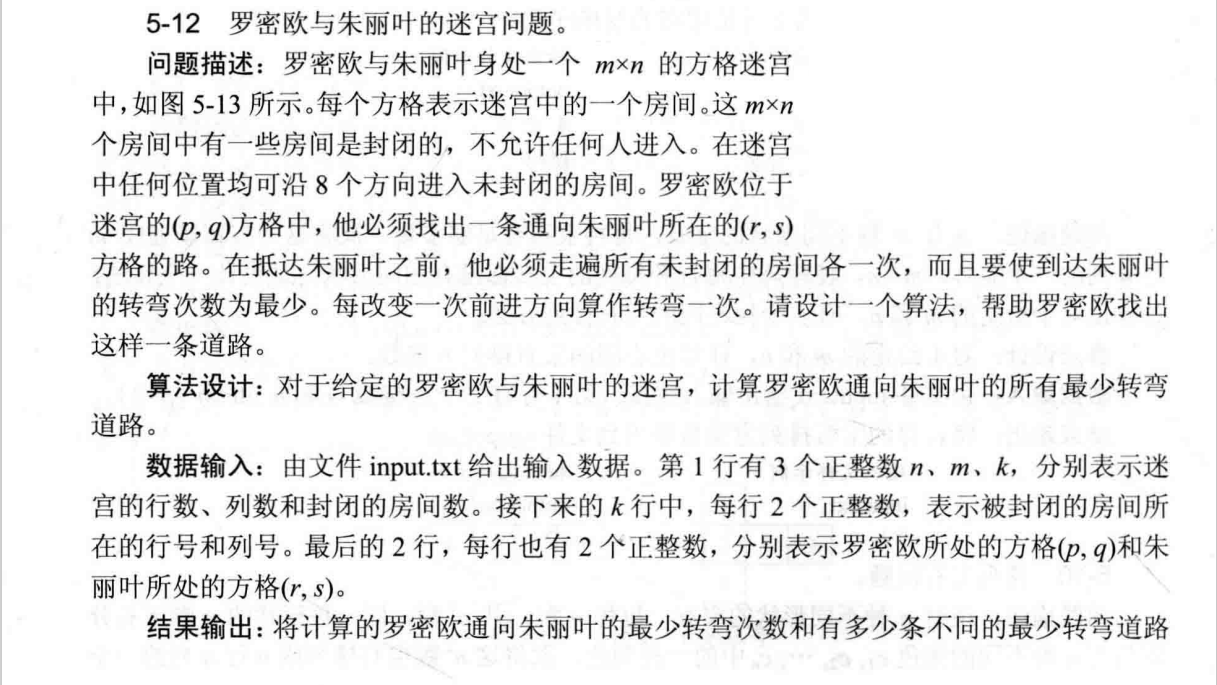 5-12 罗密欧与朱丽叶的迷宫问题。
问题描述：罗密欧与朱丽叶身处一个 m×n 的方格迷宫
中，如图 5-13 所示。每个方格表示迷宫中的一个房间。这 m×n
个房间中有一些房间是封闭的，不允许任何人进入。在迷宫
中任何位置均可沿 8 个方向进入未封闭的房间。罗密欧位于
迷宫的(p, q)方格中，他必须找出一条通向朱丽叶所在的(r, s)
方格的路。在抵达朱丽叶之前，他必须走遍所有未封闭的房间各一次，而且要使到达朱丽叶
的转弯次数为最少。每改变一次前进方向算作转弯一次。请设计一个算法，帮助罗密欧找出
这样一条道路。
算法设计：对于给定的罗密欧与朱丽叶的迷宫，计算罗密欧通向朱丽叶的所有最少转弯
道路。
数据输入：由文件 input.txt 给出输入数据。第 1 行有 3 个正整数 n、m、k，分别表示迷
宫的行数、列数和封闭的房间数。接下来的 k 行中，每行 2 个正整数，表示被封闭的房间所
在的行号和列号。最后的 2 行，每行也有 2 个正整数，分别表示罗密欧所处的方格(p, q)和朱
丽叶所处的方格(r, s)。
结果输出：将计算的罗密欧通向朱丽叶的最少转弯次数和有多少条不同的最少转弯道路